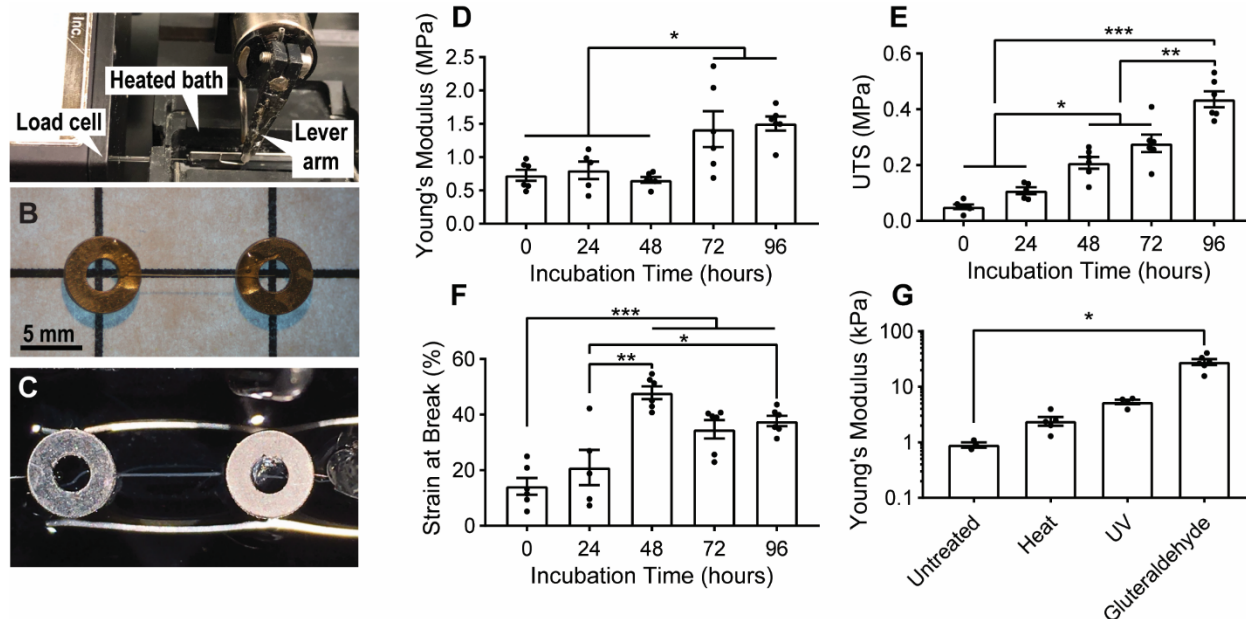 Inc.
Heated bath
Load cell
Lever
arm
B
5 mm
C
D
Young's Modulus (MPa)
2.5
2.0
1.5
1.0
0.5
0.0
*
0 24 48 72 96
Incubation Time (hours)
E
UTS (MPa)
0.6
0.4
0.2
0.0
***
**
*
0 24 48 72 96
Incubation Time (hours)
F
Strain at Break (%)
60
40
20
0
***
*
**
0 24 48 72 96
Incubation Time (hours)
G
Young's Modulus (kPa)
100
10
1
0.1
*
Untreated
Heat
UV
Gluteraldehyde